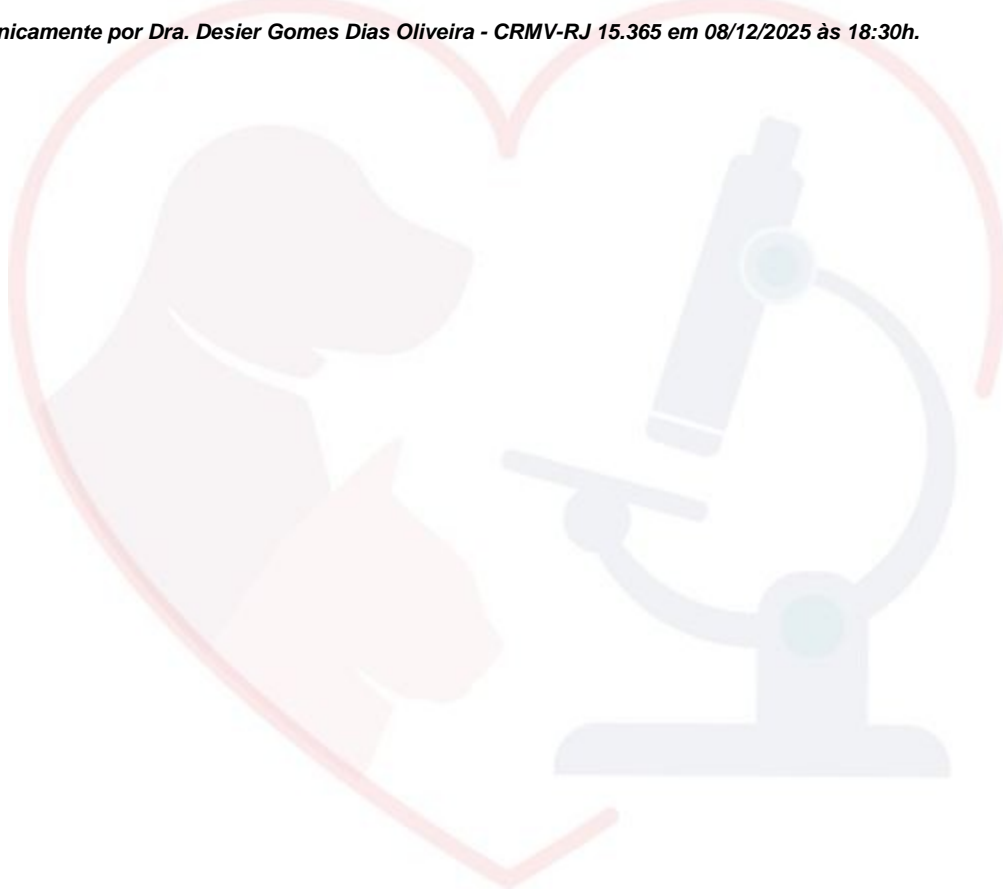 nicamente por Dra. Desier Gomes Dias Oliveira - CRMV-RJ 15.365 em 08/12/2025 às 18:30h.